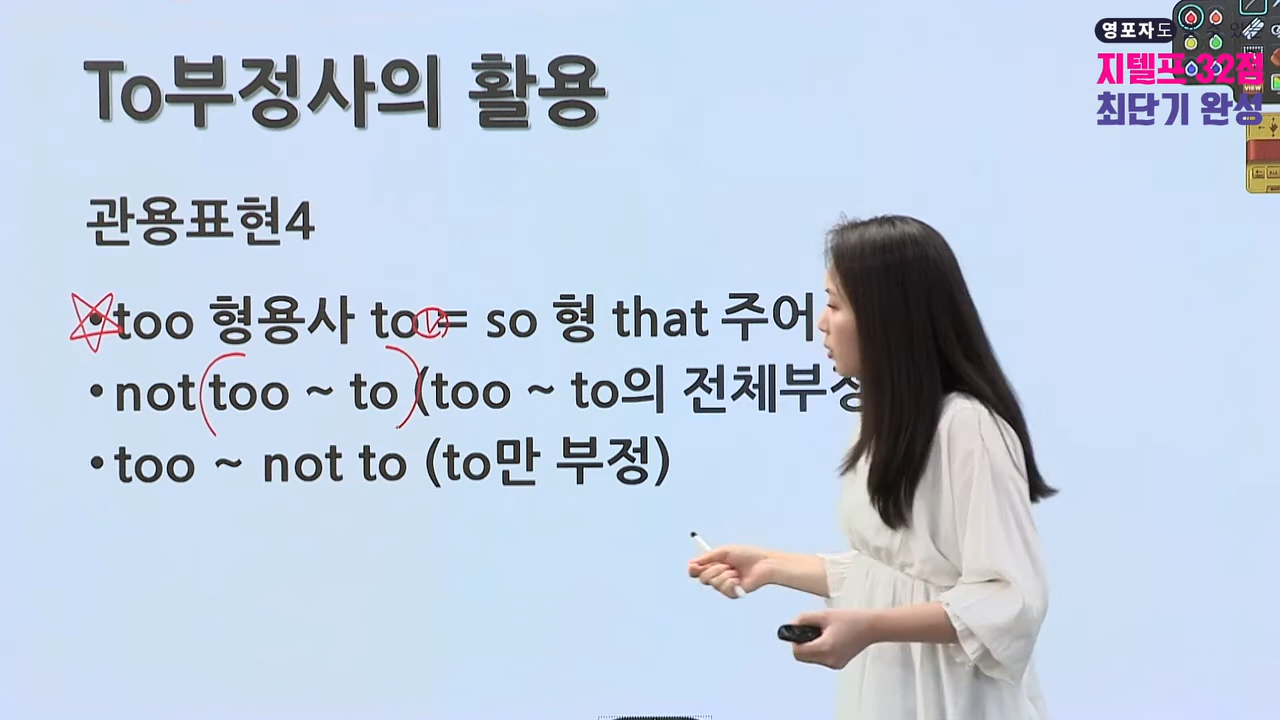 To부정사의 활용
영포자도
지텔프 32점
최단기 완성
관용표현4
•too 형용사 to = so 형 that 주어
•not too ~ to (too ~ to의 전체부정
•too ~ not to (to만 부정)